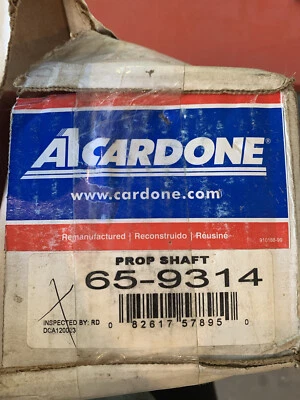 A1CARDONE®
www.cardone.com
Remanufactured | Reconstruido | Réusiné
PROP SHAFT
65-9314
INSPECTED BY: RD
0 82617 57895 0